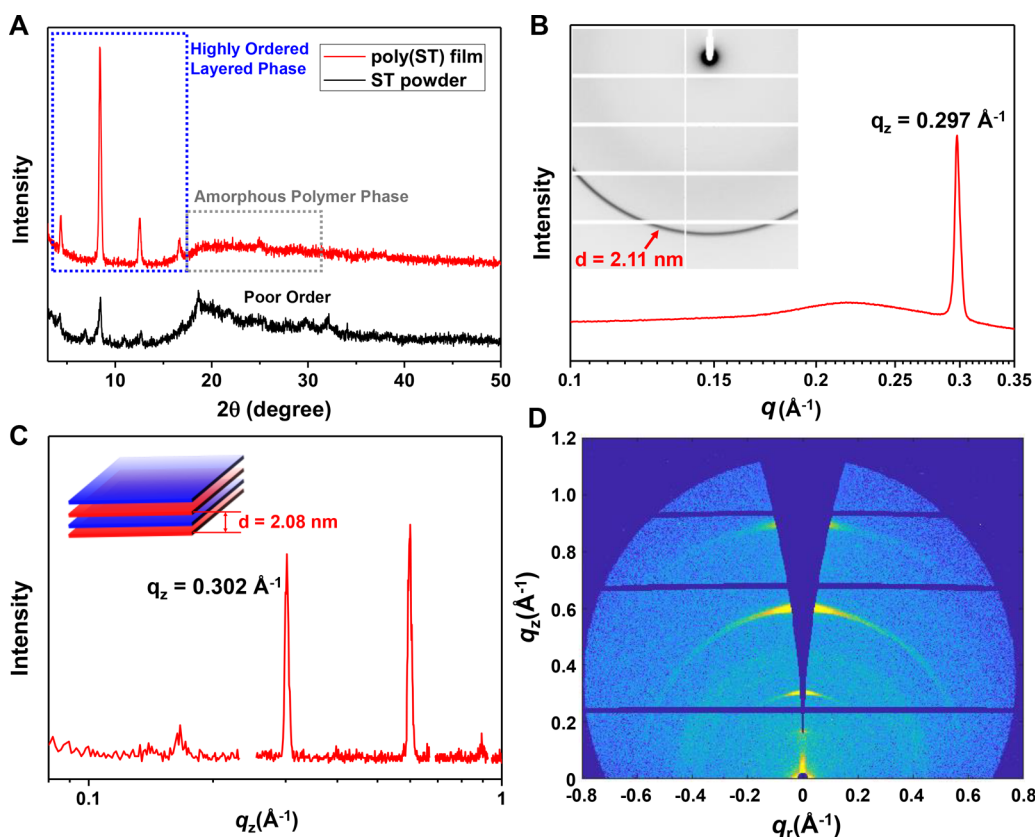 A
Highly Ordered
Layered Phase
poly(ST) film
ST powder
Amorphous Polymer Phase
Poor Order
Intensity
10
20
30
40
50
2θ (degree)
B
q_z = 0.297 Å⁻¹
d = 2.11 nm
Intensity
0.1
0.15
0.2
0.25
0.3
0.35
q (Å⁻¹)
C
d = 2.08 nm
q_z = 0.302 Å⁻¹
Intensity
0.1
1
q_z(Å⁻¹)
D
1.2
1.0
0.8
0.6
0.4
0.2
0
q_z(Å⁻¹)
-0.8
-0.6
-0.4
-0.2
0
0.2
0.4
0.6
0.8
q_r(Å⁻¹)